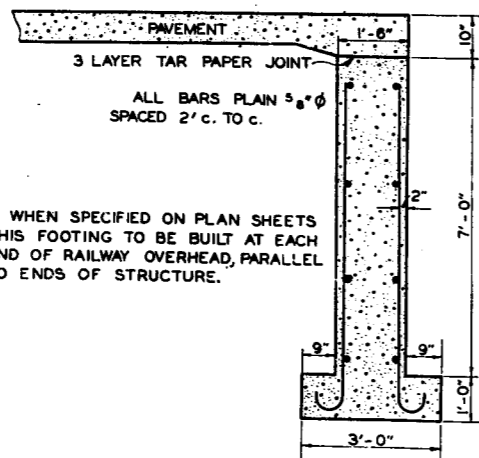 PAVEMENT
1'-6"
10"
3 LAYER TAR PAPER JOINT
ALL BARS PLAIN 5/8" ϕ
SPACED 2' C. TO C.
2"
7'-0"
WHEN SPECIFIED ON PLAN SHEETS
HIS FOOTING TO BE BUILT AT EACH
ND OF RAILWAY OVERHEAD, PARALLEL
O ENDS OF STRUCTURE.
9"
9"
1'-0"
3'-0"